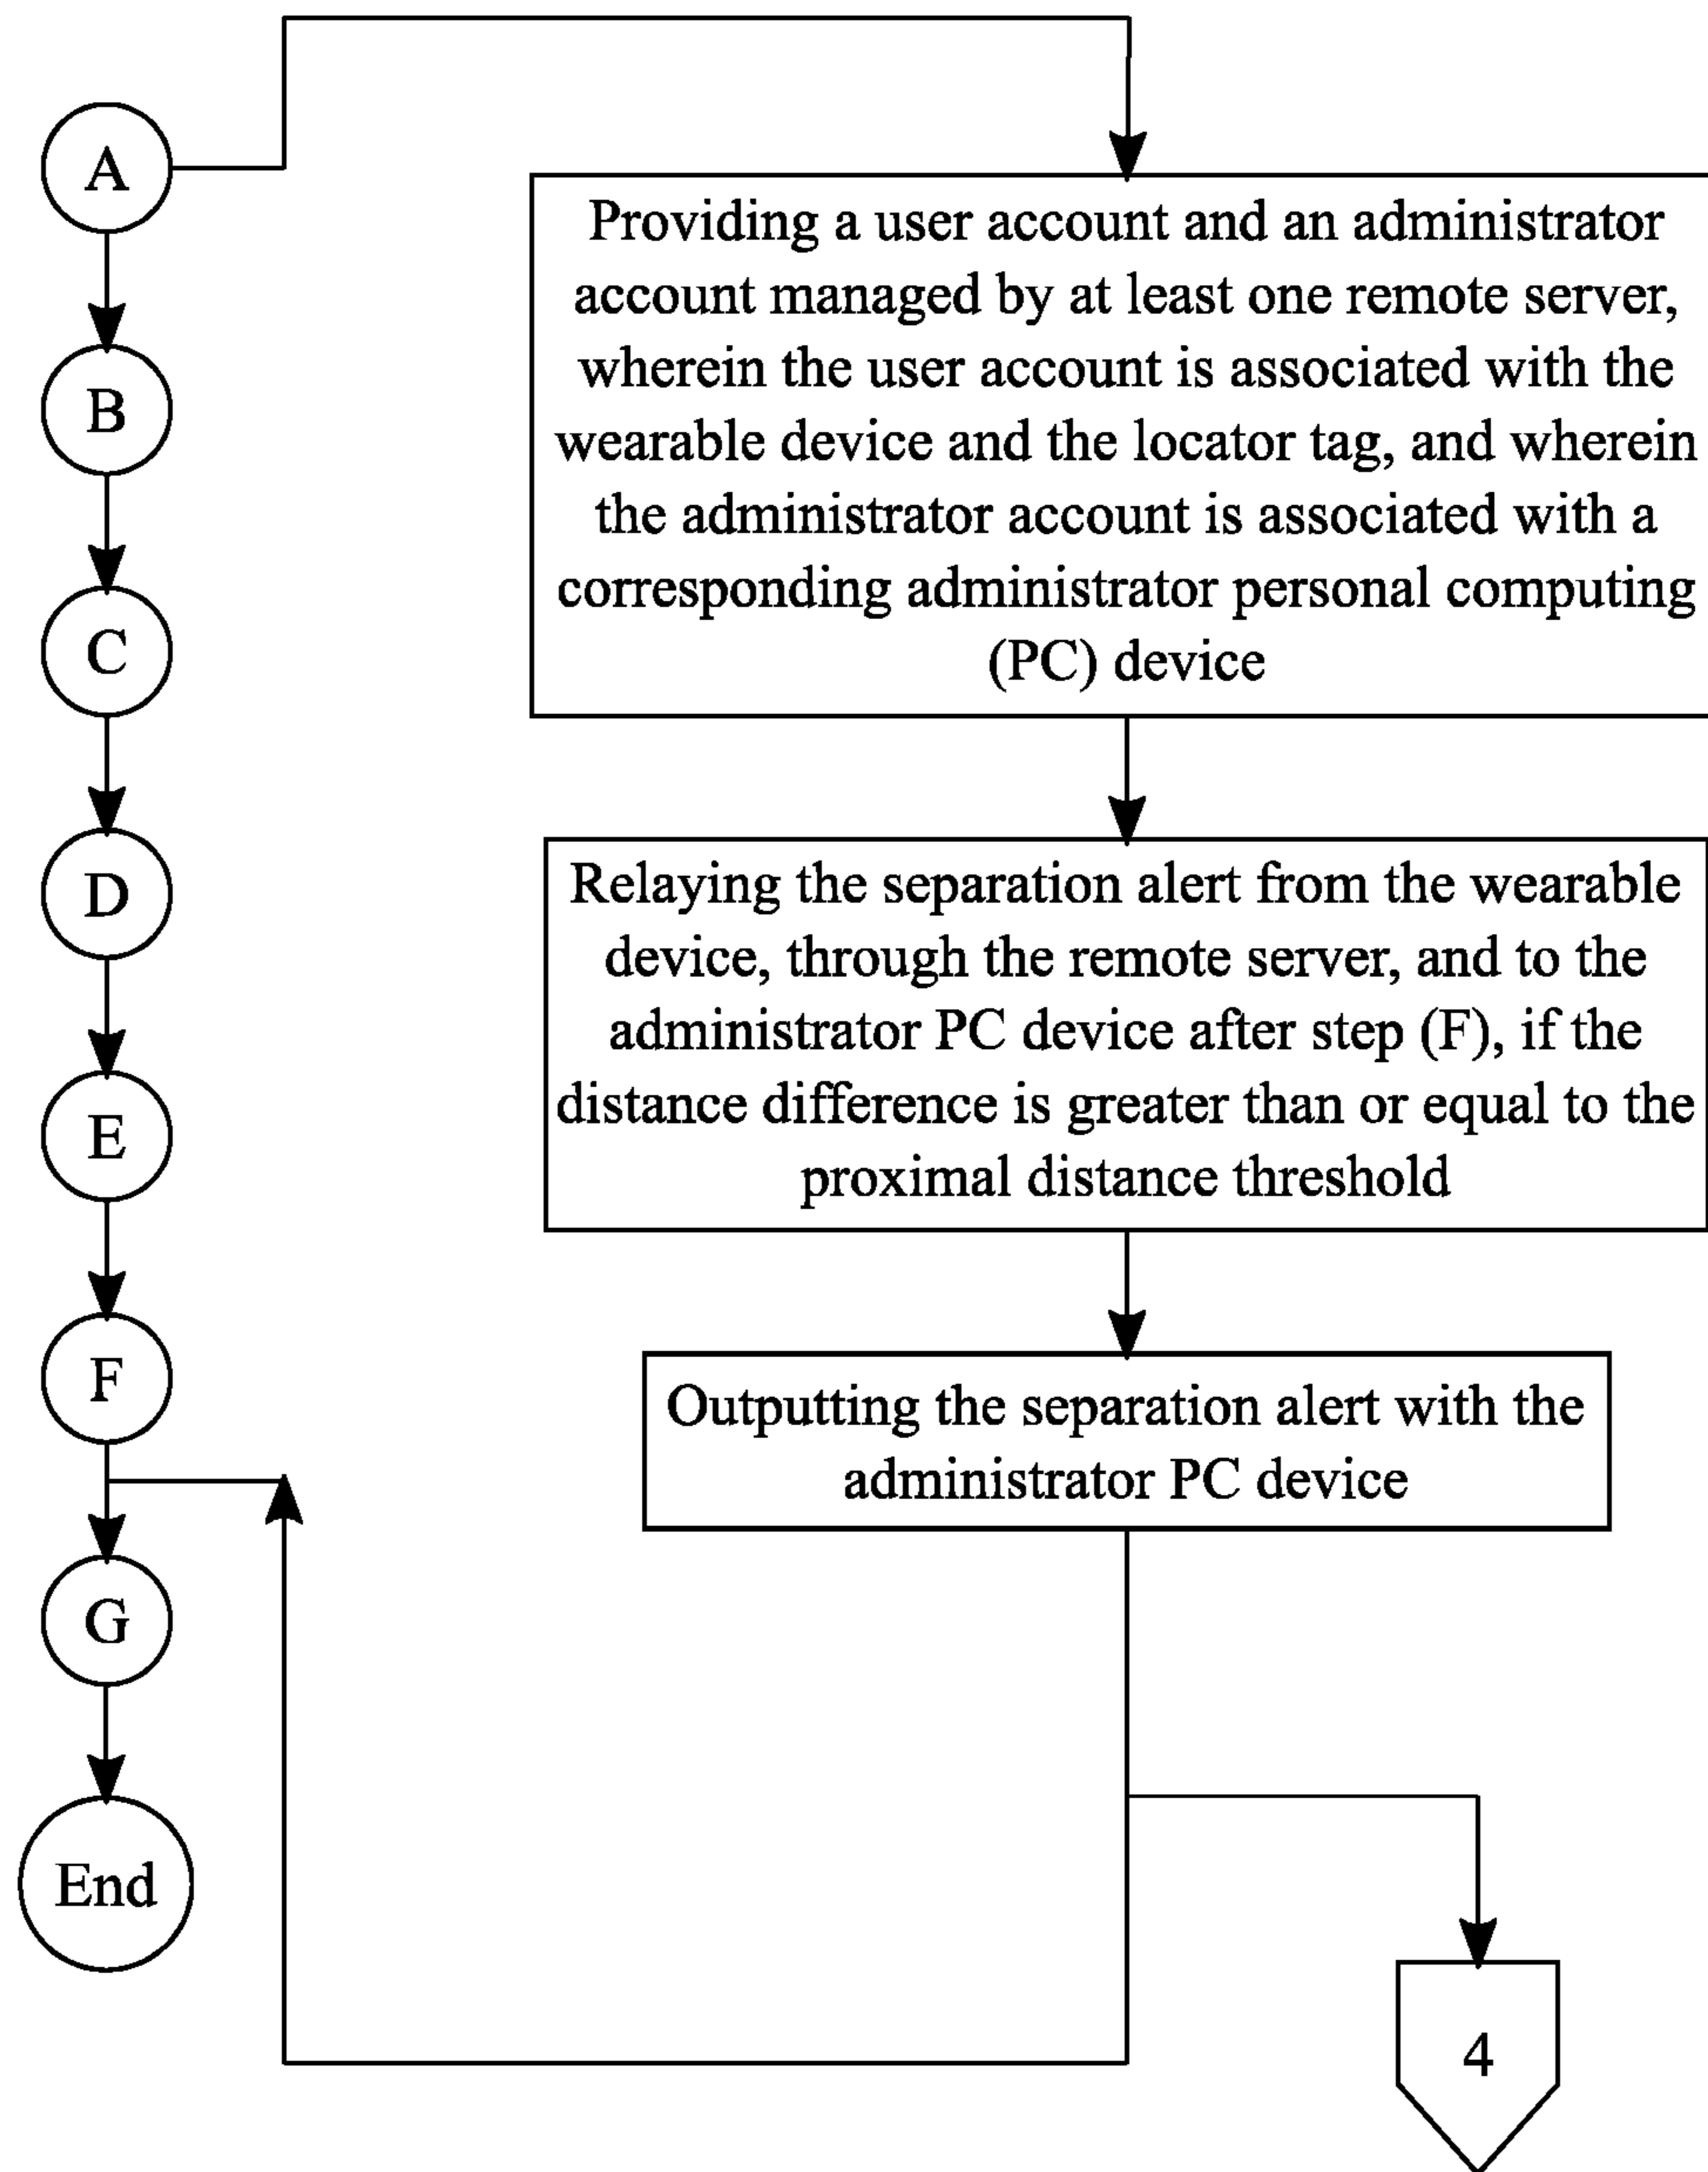 A
B
C
D
E
F
G
End
Providing a user account and an administrator
account managed by at least one remote server,
wherein the user account is associated with the
wearable device and the locator tag, and wherein
the administrator account is associated with a
corresponding administrator personal computing
(PC) device
Relaying the separation alert from the wearable
device, through the remote server, and to the
administrator PC device after step (F), if the
distance difference is greater than or equal to the
proximal distance threshold
Outputting the separation alert with the
administrator PC device
4